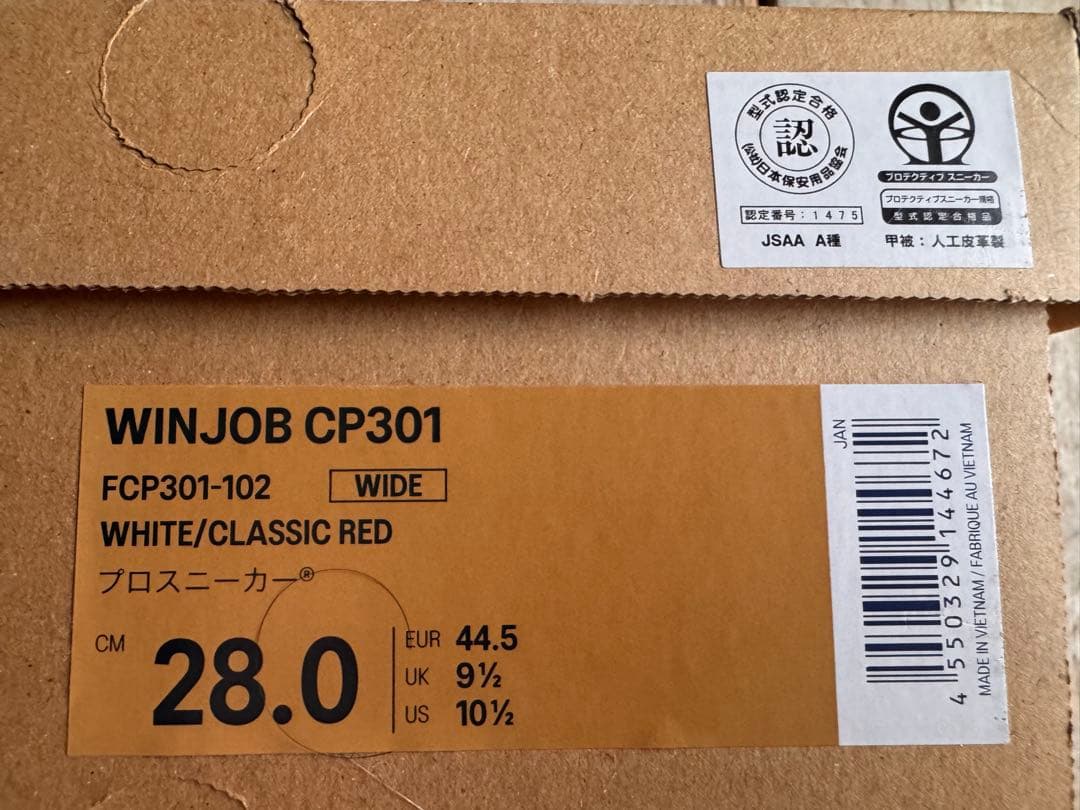 型式認定合格
認
(公社)日本保安用品協会
認定番号：1475
JSAA A種
プロテクティブ スニーカー
プロテクティブスニーカー規格
型式認定合格品
甲被：人工皮革製
WINJOB CP301
FCP301-102 WIDE
WHITE/CLASSIC RED
プロスニーカー®
CM 28.0
EUR 44.5
UK 9½
US 10½
JAN
4550329144672
MADE IN VIETNAM / FABRIQUE AU VIETNAM